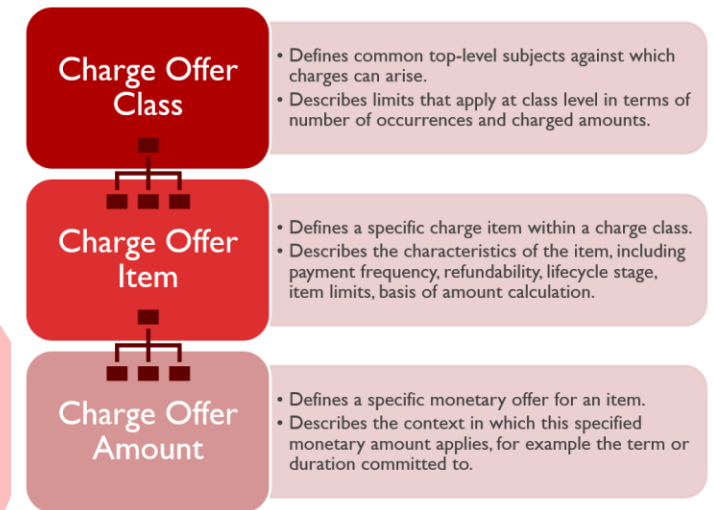 Charge Offer
Class
• Defines common top-level subjects against which
charges can arise.
• Describes limits that apply at class level in terms of
number of occurrences and charged amounts.
Charge Offer
Item
• Defines a specific charge item within a charge class.
• Describes the characteristics of the item, including
payment frequency, refundability, lifecycle stage,
item limits, basis of amount calculation.
Charge Offer
Amount
• Defines a specific monetary offer for an item.
• Describes the context in which this specified
monetary amount applies, for example the term or
duration committed to.